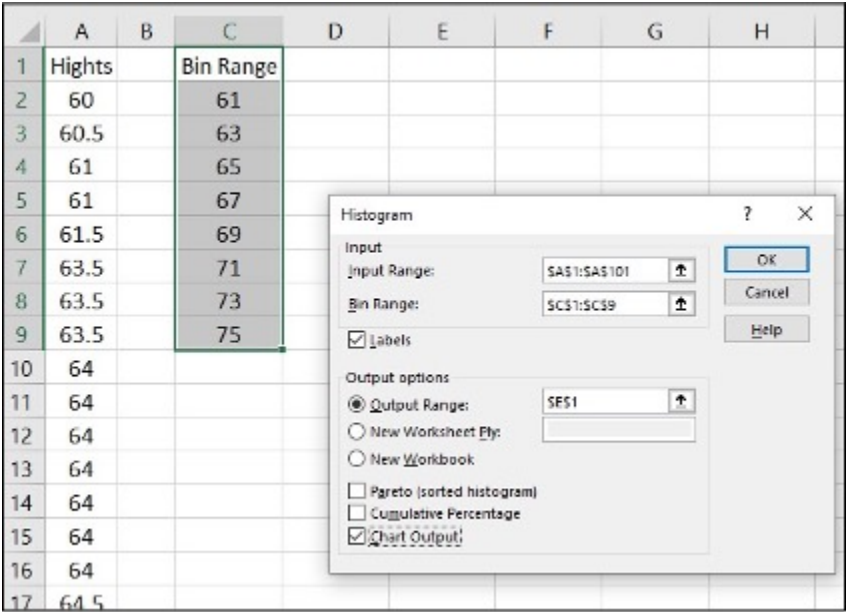 A B C D E F G H
1 Hights Bin Range
2 60 61
3 60.5 63
4 61 65
5 61 67
6 61.5 69
7 63.5 71
8 63.5 73
9 63.5 75
10 64
11 64
12 64
13 64
14 64
15 64
16 64
17 64.5
Histogram ? X
Input
Input Range: $A$1:$A$101
Bin Range: $C$1:$C$9
Labels
Output options
Output Range: $E$1
New Worksheet Ply:
New Workbook
Pareto (sorted histogram)
Cumulative Percentage
Chart Output
OK
Cancel
Help